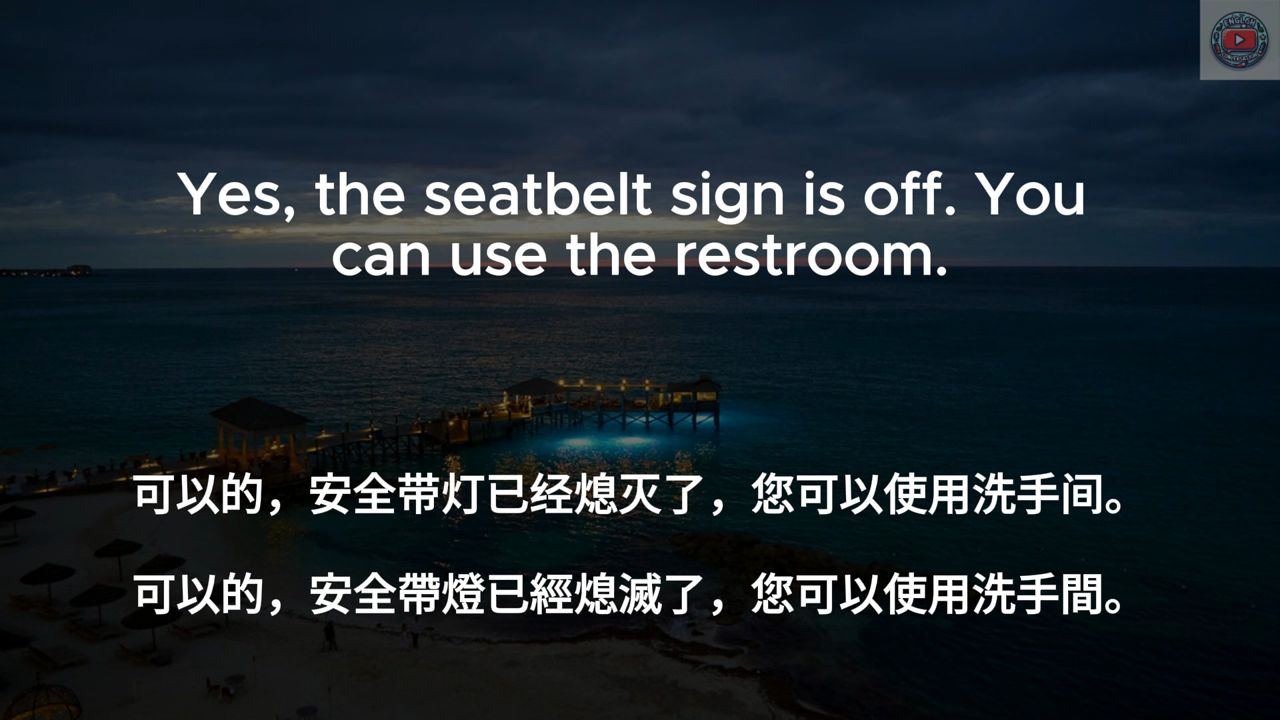 Yes, the seatbelt sign is off. You
can use the restroom.
可以的，安全带灯已经熄灭了，您可以使用洗手间。
可以的，安全帶燈已經熄滅了，您可以使用洗手間。